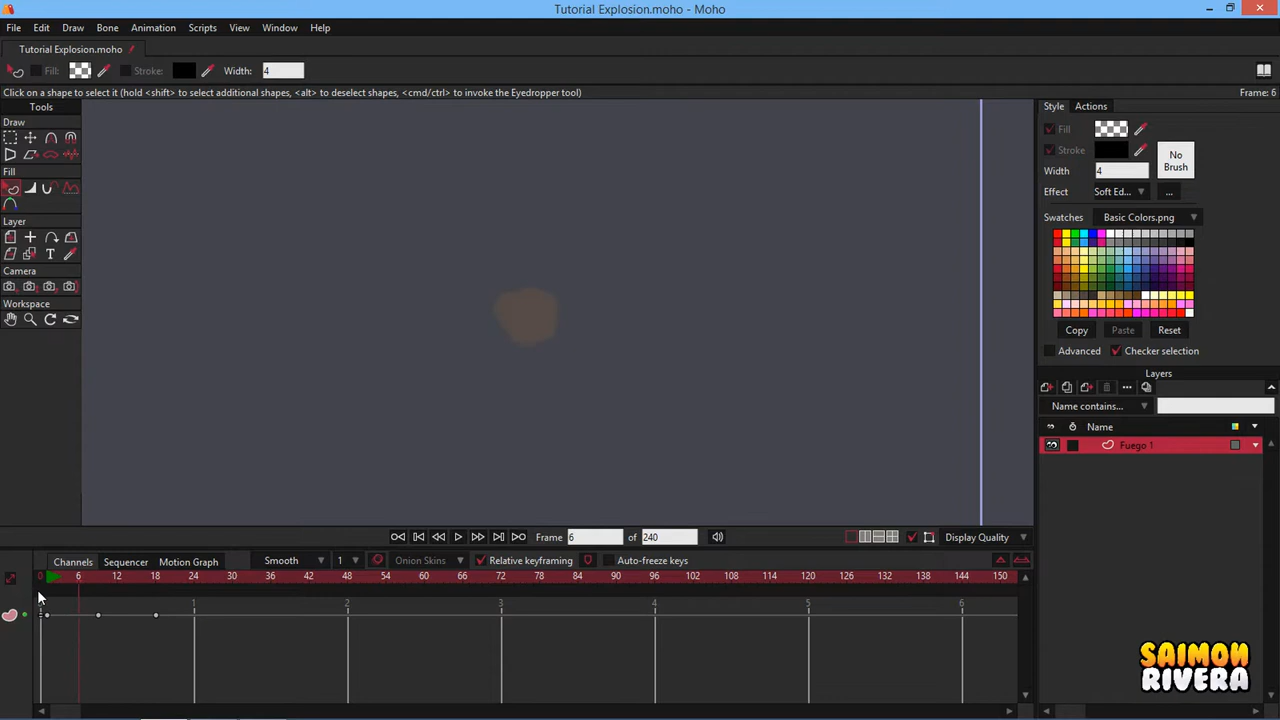 Tutorial Explosion.moho - Moho
File Edit Draw Bone Animation Scripts View Window Help
Tutorial Explosion.moho
Fill: Stroke: Width: 4
Click on a shape to select it (hold <shift> to select additional shapes, <alt> to deselect shapes, <cmd/ctrl> to invoke the Eyedropper tool) Frame: 6
Tools
Draw
Fill
Layer
Camera
Workspace
Style Actions
Fill
Stroke
No Brush
Width 4
Effect Soft Ed... ...
Swatches Basic Colors.png
Copy Paste Reset
Advanced Checker selection
Layers
Name contains...
Name
Fuego 1
Frame 6 of 240 Display Quality
Channels Sequencer Motion Graph Smooth 1 Onion Skins Relative keyframing Auto-freeze keys
0 6 12 18 24 30 36 42 48 54 60 66 72 78 84 90 96 102 108 114 120 126 132 138 144 150
1 2 3 4 5 6
SAIMON
RIVERA